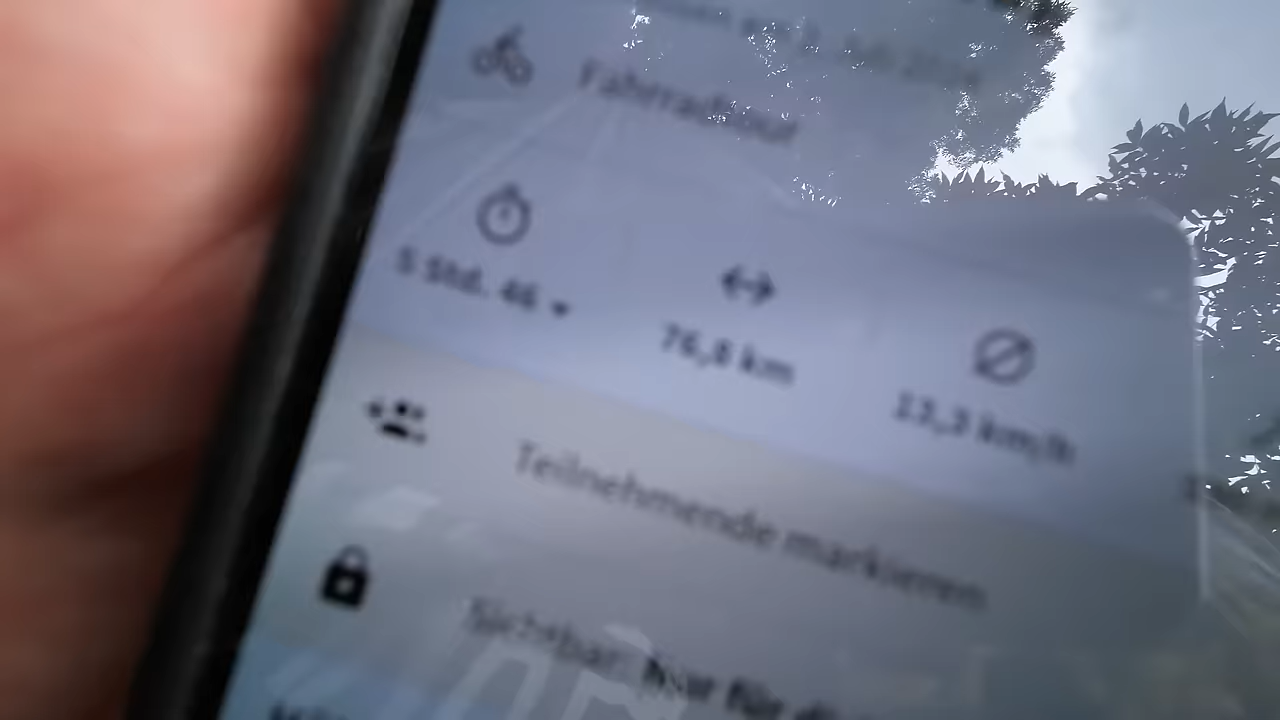 Fahrradtour
5 Std. 46
76,8 km
13,3 km/h
Teilnehmende markieren
Sichtbar: Nur für